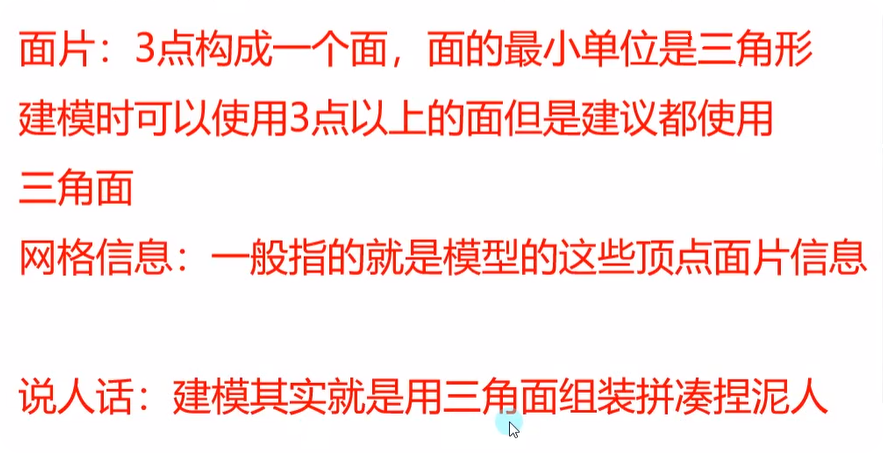 面片：3点构成一个面，面的最小单位是三角形
建模时可以使用3点以上的面但是建议都使用
三角面
网格信息：一般指的就是模型的这些顶点面片信息
说人话：建模其实就是用三角面组装拼凑捏泥人